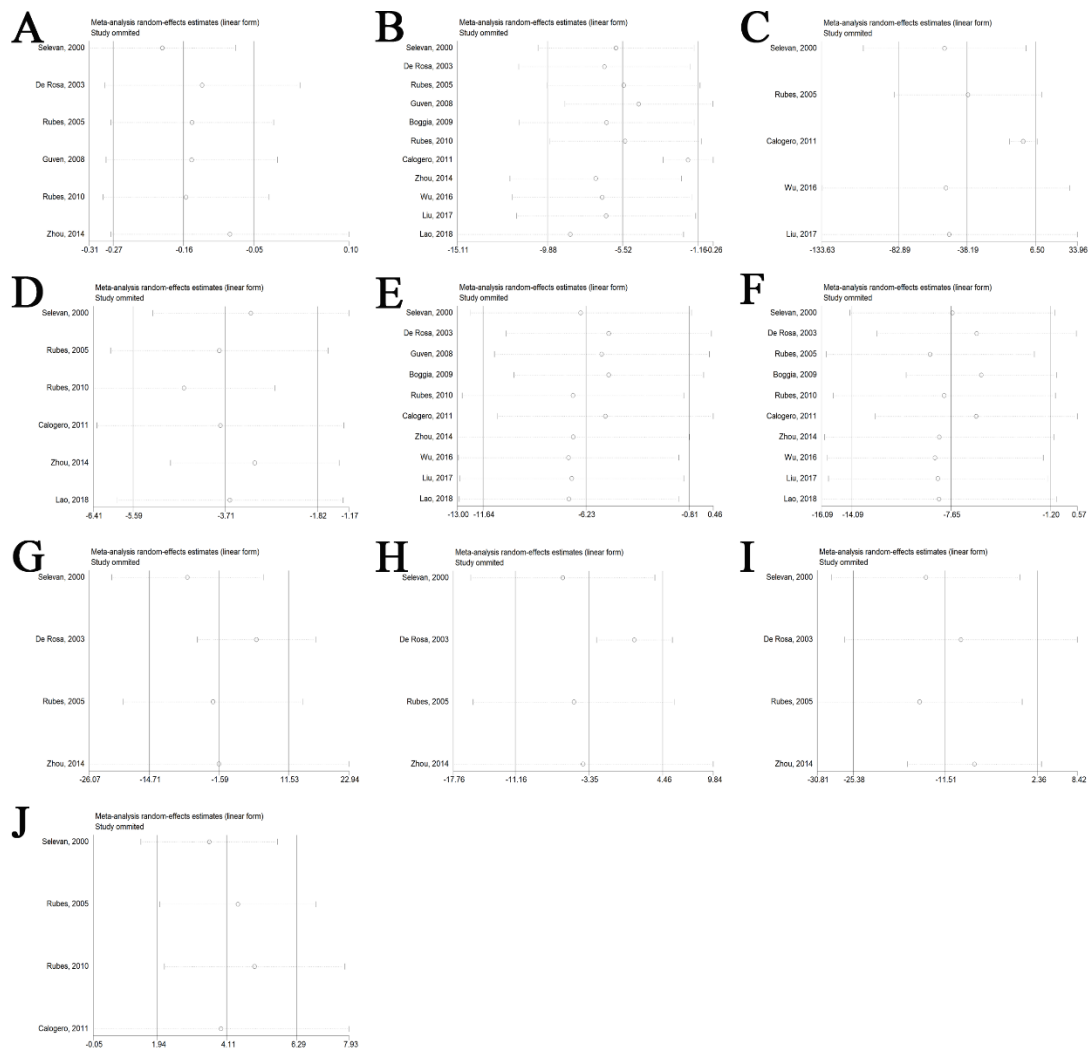 A
Meta-analysis random-effects estimates (linear form)
Study ommited
Selevan, 2000
De Rosa, 2003
Rubes, 2005
Guven, 2008
Rubes, 2010
Zhou, 2014
-0.31 -0.27 -0.16 -0.05 0.10
B
Meta-analysis random-effects estimates (linear form)
Study ommited
Selevan, 2000
De Rosa, 2003
Rubes, 2005
Guven, 2008
Boggia, 2009
Rubes, 2010
Calogero, 2011
Zhou, 2014
Wu, 2016
Liu, 2017
Lao, 2018
-15.11 -9.88 -5.52 -1.16 0.26
C
Meta-analysis random-effects estimates (linear form)
Study ommited
Selevan, 2000
Rubes, 2005
Calogero, 2011
Wu, 2016
Liu, 2017
-133.63 -82.89 -38.19 6.50 33.96
D
Meta-analysis random-effects estimates (linear form)
Study ommited
Selevan, 2000
Rubes, 2005
Rubes, 2010
Calogero, 2011
Zhou, 2014
Lao, 2018
-6.41 -5.59 -3.71 -1.82 -1.17
E
Meta-analysis random-effects estimates (linear form)
Study ommited
Selevan, 2000
De Rosa, 2003
Guven, 2008
Boggia, 2009
Rubes, 2010
Calogero, 2011
Zhou, 2014
Wu, 2016
Liu, 2017
Lao, 2018
-13.00 -11.64 -6.23 -0.81 0.46
F
Meta-analysis random-effects estimates (linear form)
Study ommited
Selevan, 2000
De Rosa, 2003
Rubes, 2005
Boggia, 2009
Rubes, 2010
Calogero, 2011
Zhou, 2014
Wu, 2016
Liu, 2017
Lao, 2018
-16.09 -14.09 -7.65 -1.20 0.57
G
Meta-analysis random-effects estimates (linear form)
Study ommited
Selevan, 2000
De Rosa, 2003
Rubes, 2005
Zhou, 2014
-26.07 -14.71 -1.59 11.53 22.94
H
Meta-analysis random-effects estimates (linear form)
Study ommited
Selevan, 2000
De Rosa, 2003
Rubes, 2005
Zhou, 2014
-17.76 -11.16 -3.35 4.46 9.84
I
Meta-analysis random-effects estimates (linear form)
Study ommited
Selevan, 2000
De Rosa, 2003
Rubes, 2005
Zhou, 2014
-30.81 -25.38 -11.51 2.36 8.42
J
Meta-analysis random-effects estimates (linear form)
Study ommited
Selevan, 2000
Rubes, 2005
Rubes, 2010
Calogero, 2011
-0.05 1.94 4.11 6.29 7.93